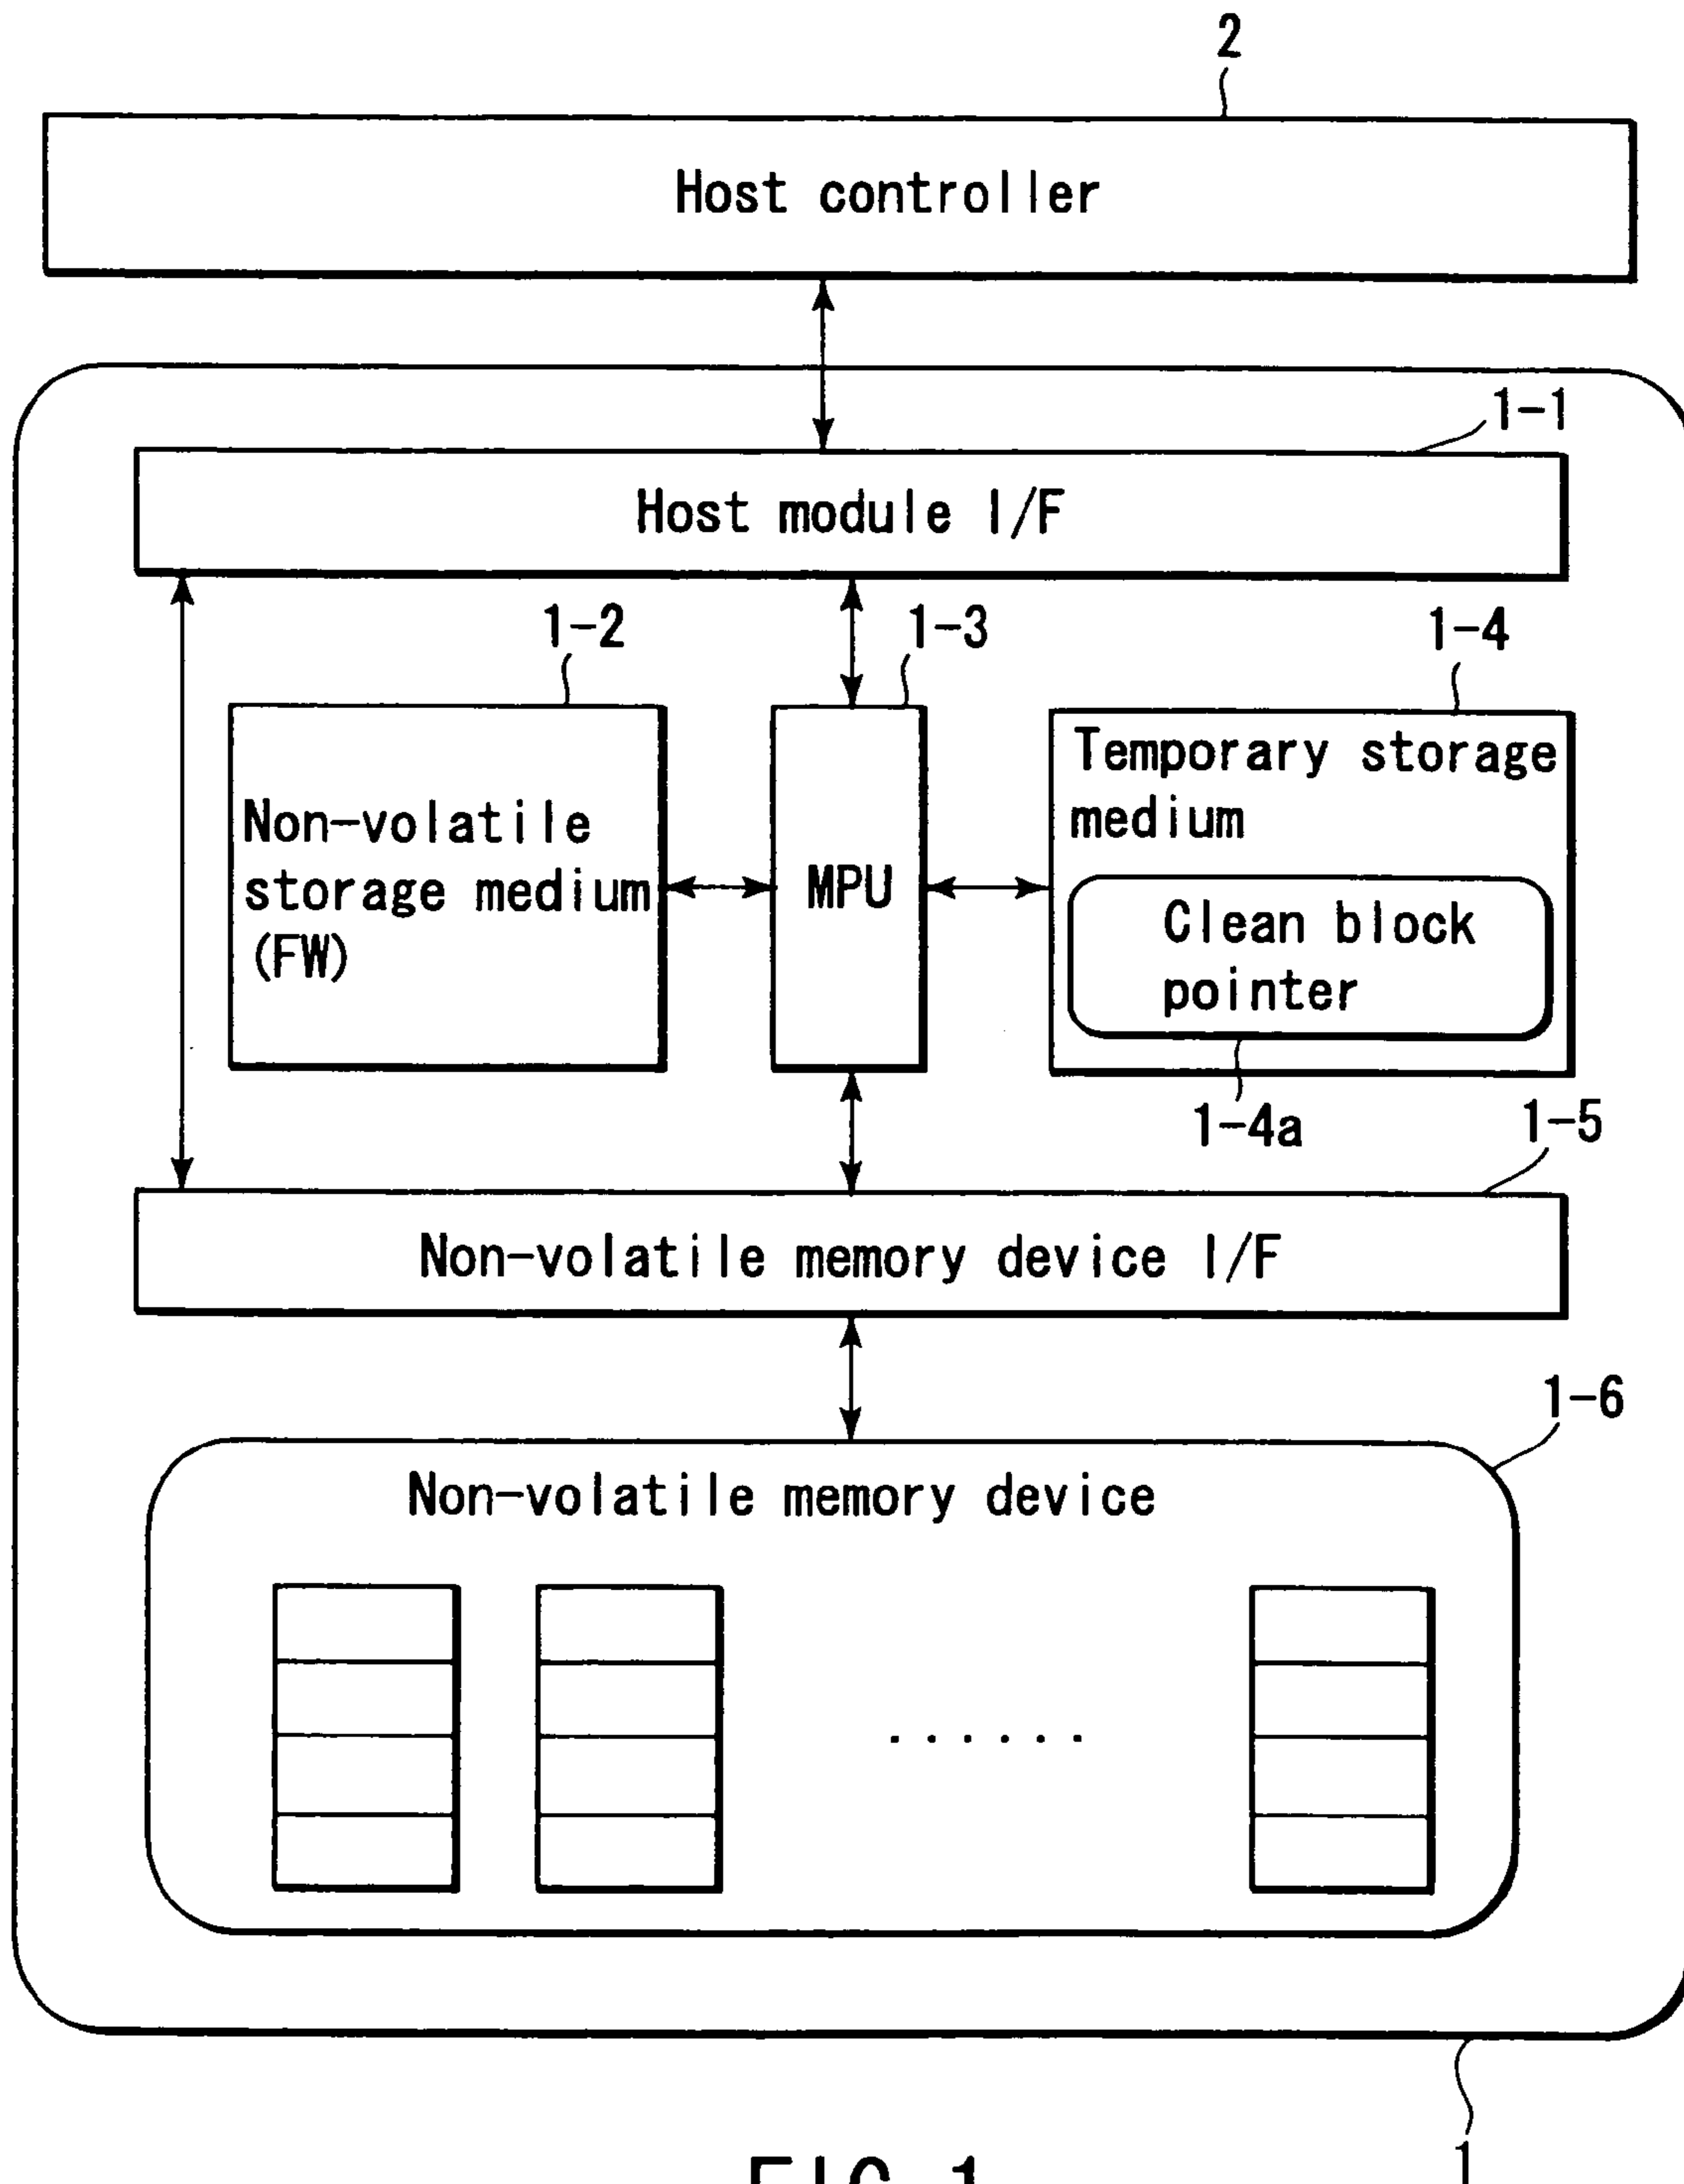 2
Host controller
1-1
Host module I/F
1-2
1-3
1-4
Non-volatile
storage medium
(FW)
MPU
Temporary storage
medium
Clean block
pointer
1-4a
1-5
Non-volatile memory device I/F
1-6
Non-volatile memory device
......
1
FIG. 1